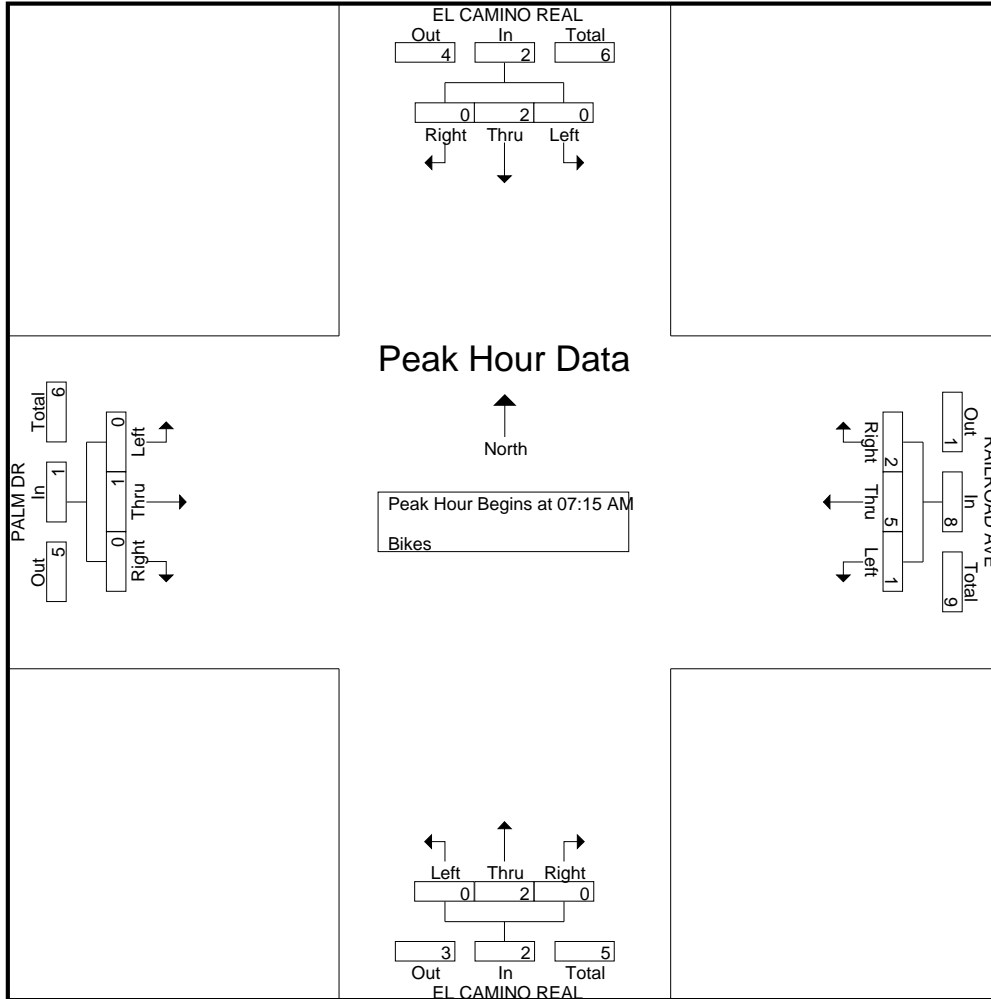 EL CAMINO REAL
Out In Total
4 2 6
0 2 0
Right Thru Left
Peak Hour Data
North
Peak Hour Begins at 07:15 AM
Bikes
PALM DR
Out In Total
5 1 6
0 1 0
Left Thru Right
RAILROAD AVE
Out In Total
1 8 9
2 5 1
Right Thru Left
Left Thru Right
0 2 0
3 2 5
Out In Total
EL CAMINO REAL